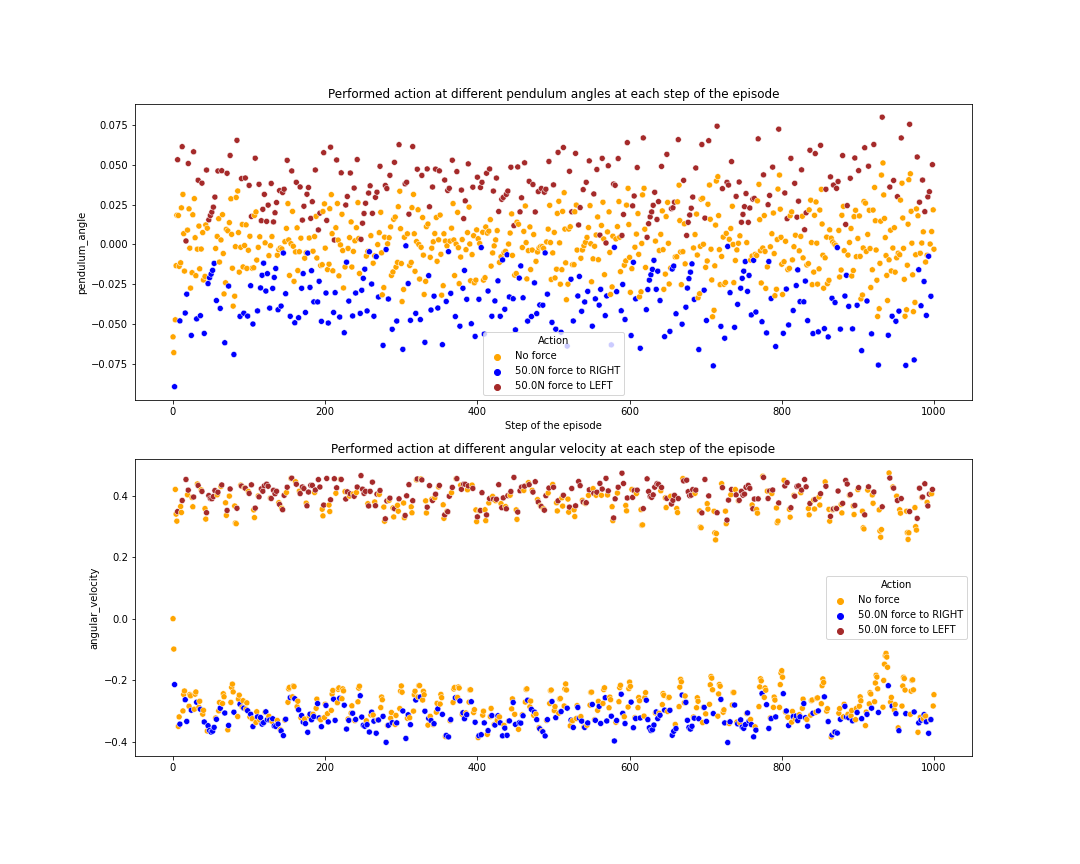 Performed action at different pendulum angles at each step of the episode
0.075
0.050
0.025
0.000
−0.025
−0.050
−0.075
pendulum_angle
Action
No force
50.0N force to RIGHT
50.0N force to LEFT
0 200 400 600 800 1000
Step of the episode
Performed action at different angular velocity at each step of the episode
0.4
0.2
0.0
−0.2
−0.4
angular_velocity
Action
No force
50.0N force to RIGHT
50.0N force to LEFT
0 200 400 600 800 1000